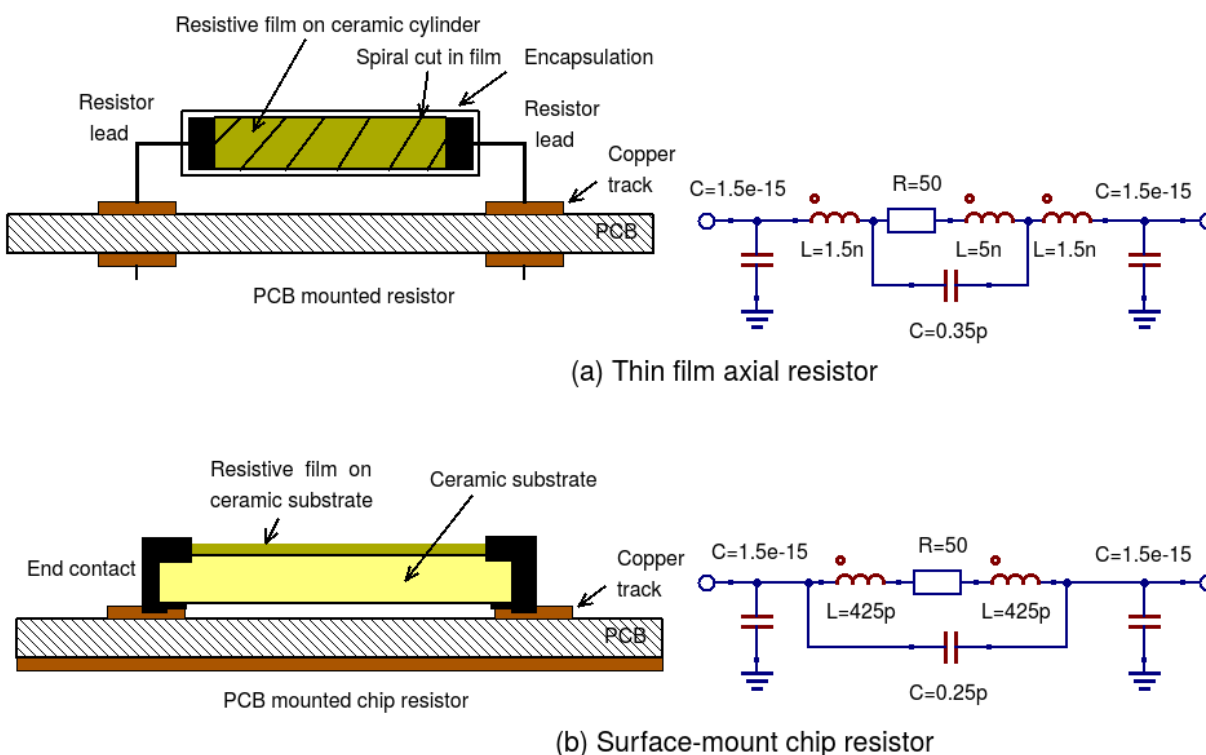 Resistive film on ceramic cylinder
Spiral cut in film
Encapsulation
Resistor
lead
Resistor
lead
Copper
track
PCB
PCB mounted resistor
C=1.5e-15
R=50
C=1.5e-15
L=1.5n
L=5n
L=1.5n
C=0.35p
(a) Thin film axial resistor
Resistive film on
ceramic substrate
Ceramic substrate
End contact
Copper
track
PCB
PCB mounted chip resistor
C=1.5e-15
R=50
C=1.5e-15
L=425p
L=425p
C=0.25p
(b) Surface-mount chip resistor